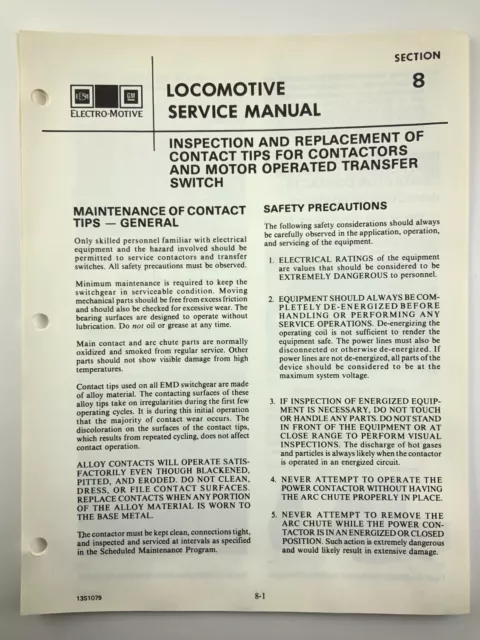 SECTION
8
GM
ELECTRO-MOTIVE
LOCOMOTIVE
SERVICE MANUAL
INSPECTION AND REPLACEMENT OF
CONTACT TIPS FOR CONTACTORS
AND MOTOR OPERATED TRANSFER
SWITCH
MAINTENANCE OF CONTACT
TIPS — GENERAL
Only skilled personnel familiar with electrical
equipment and the hazard involved should be
permitted to service contactors and transfer
switches. All safety precautions must be observed.
Minimum maintenance is required to keep the
switchgear in serviceable condition. Moving
mechanical parts should be free from excess friction
and should also be checked for excessive wear. The
bearing surfaces are designed to operate without
lubrication. Do not oil or grease at any time.
Main contact and arc chute parts are normally
oxidized and smoked from regular service. Other
parts should not show visible damage from high
temperatures.
Contact tips used on all EMD switchgear are made
of alloy material. The contacting surfaces of these
alloy tips take on irregularities during the first few
operating cycles. It is during this initial operation
that the majority of contact wear occurs. The
discoloration on the surfaces of the contact tips,
which results from repeated cycling, does not affect
contact operation.
ALLOY CONTACTS WILL OPERATE SATIS-
FACTORILY EVEN THOUGH BLACKENED,
PITTED, AND ERODED. DO NOT CLEAN,
DRESS, OR FILE CONTACT SURFACES.
REPLACE CONTACTS WHEN ANY PORTION
OF THE ALLOY MATERIAL IS WORN TO
THE BASE METAL.
The contactor must be kept clean, connections tight,
and inspected and serviced at intervals as specified
in the Scheduled Maintenance Program.
SAFETY PRECAUTIONS
The following safety considerations should always
be carefully observed in the application, operation,
and servicing of the equipment.
1. ELECTRICAL RATINGS of the equipment
are values that should be considered to be
EXTREMELY DANGEROUS to personnel.
2. EQUIPMENT SHOULD ALWAYS BE COM-
PLETELY DE-ENERGIZED BEFORE
HANDLING OR PERFORMING ANY
SERVICE OPERATIONS. De-energizing the
operating coil is not sufficient to render the
equipment safe. The power lines must also be
disconnected or otherwise de-energized. If
power lines are not de-energized, all parts of the
device should be considered to be at the
maximum system voltage.
3. IF INSPECTION OF ENERGIZED EQUIP-
MENT IS NECESSARY, DO NOT TOUCH
OR HANDLE ANY PARTS. DO NOT STAND
IN FRONT OF THE EQUIPMENT OR AT
CLOSE RANGE TO PERFORM VISUAL
INSPECTIONS. The discharge of hot gases
and particles is always likely when the contactor
is operated in an energized circuit.
4. NEVER ATTEMPT TO OPERATE THE
POWER CONTACTOR WITHOUT HAVING
THE ARC CHUTE PROPERLY IN PLACE.
5. NEVER ATTEMPT TO REMOVE THE
ARC CHUTE WHILE THE POWER CON-
TACTOR IS IN AN ENERGIZED OR CLOSED
POSITION. Such action is extremely dangerous
and would likely result in extensive damage.
13S1079
8-1